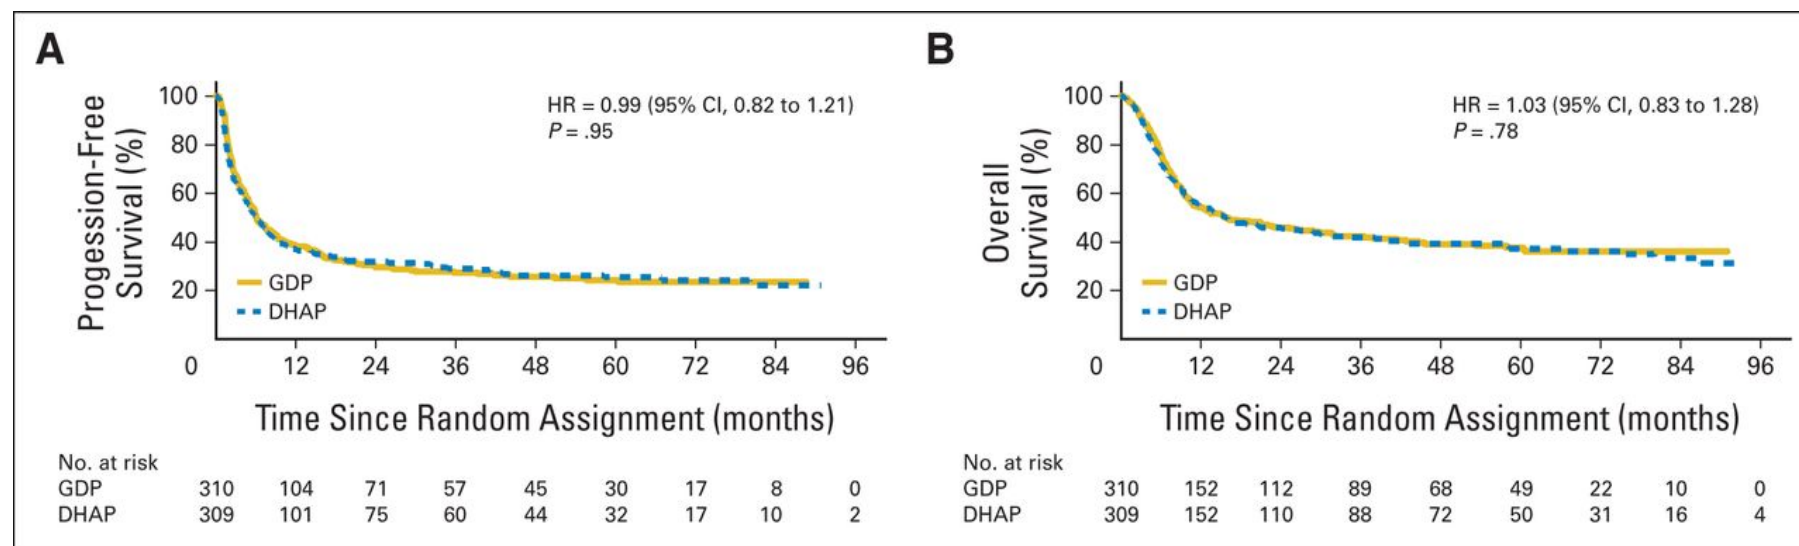 A
Progession-Free
Survival (%)
100
80
60
40
20
HR = 0.99 (95% CI, 0.82 to 1.21)
P = .95
GDP
DHAP
0 12 24 36 48 60 72 84 96
Time Since Random Assignment (months)
No. at risk
GDP 310 104 71 57 45 30 17 8 0
DHAP 309 101 75 60 44 32 17 10 2
B
Overall
Survival (%)
100
80
60
40
20
HR = 1.03 (95% CI, 0.83 to 1.28)
P = .78
GDP
DHAP
0 12 24 36 48 60 72 84 96
Time Since Random Assignment (months)
No. at risk
GDP 310 152 112 89 68 49 22 10 0
DHAP 309 152 110 88 72 50 31 16 4